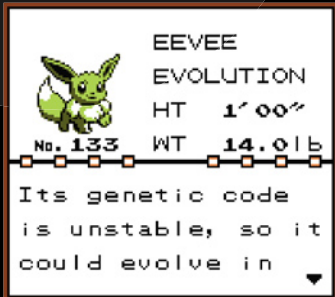 EEVEE
EVOLUTION
HT 1′00″
No. 133 WT 14.0lb
Its genetic code
is unstable, so it
could evolve in